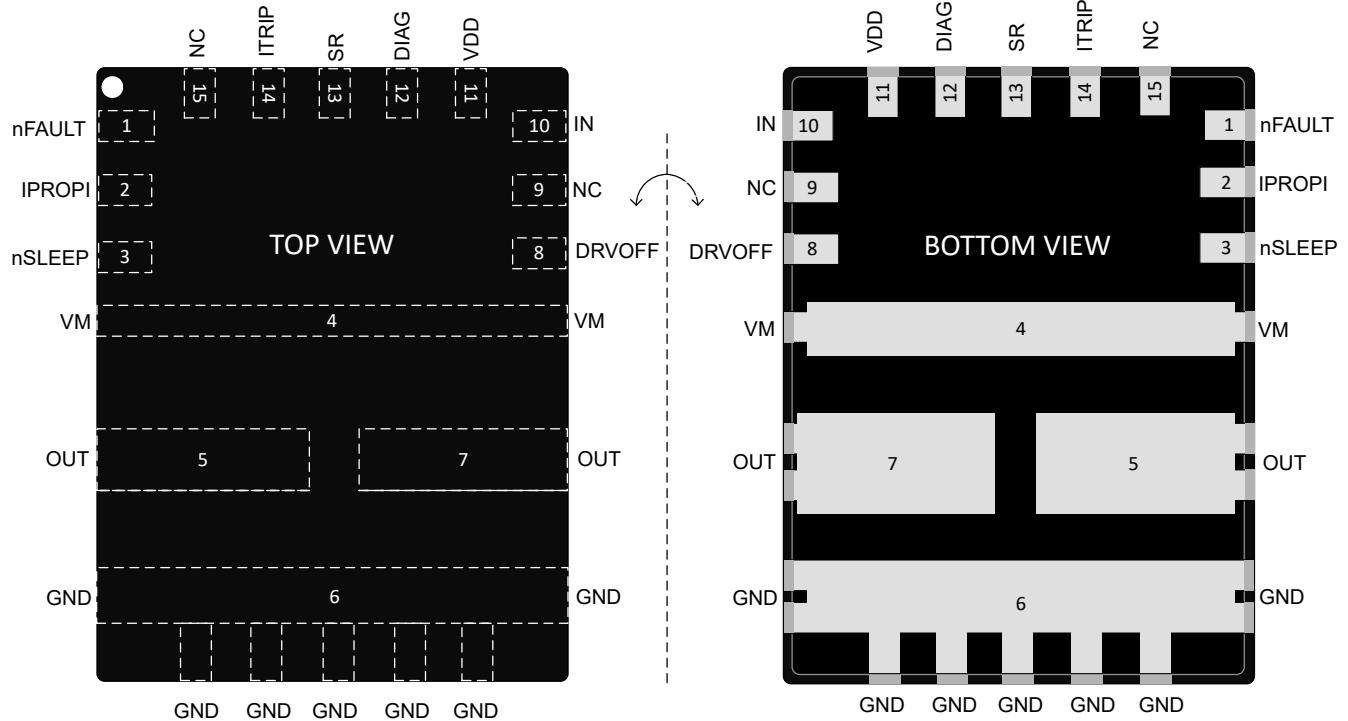 NC
ITRIP
SR
DIAG
VDD
15
14
13
12
11
nFAULT 1 10 IN
IPROPI 2 9 NC
nSLEEP 3 TOP VIEW 8 DRVOFF
VM 4 VM
OUT 5 7 OUT
GND 6 GND
GND GND GND GND GND
VDD
DIAG
SR
ITRIP
NC
11
12
13
14
15
IN 10 1 nFAULT
NC 9 2 IPROPI
DRVOFF 8 BOTTOM VIEW 3 nSLEEP
VM 4 VM
OUT 7 5 OUT
GND 6 GND
GND GND GND GND GND